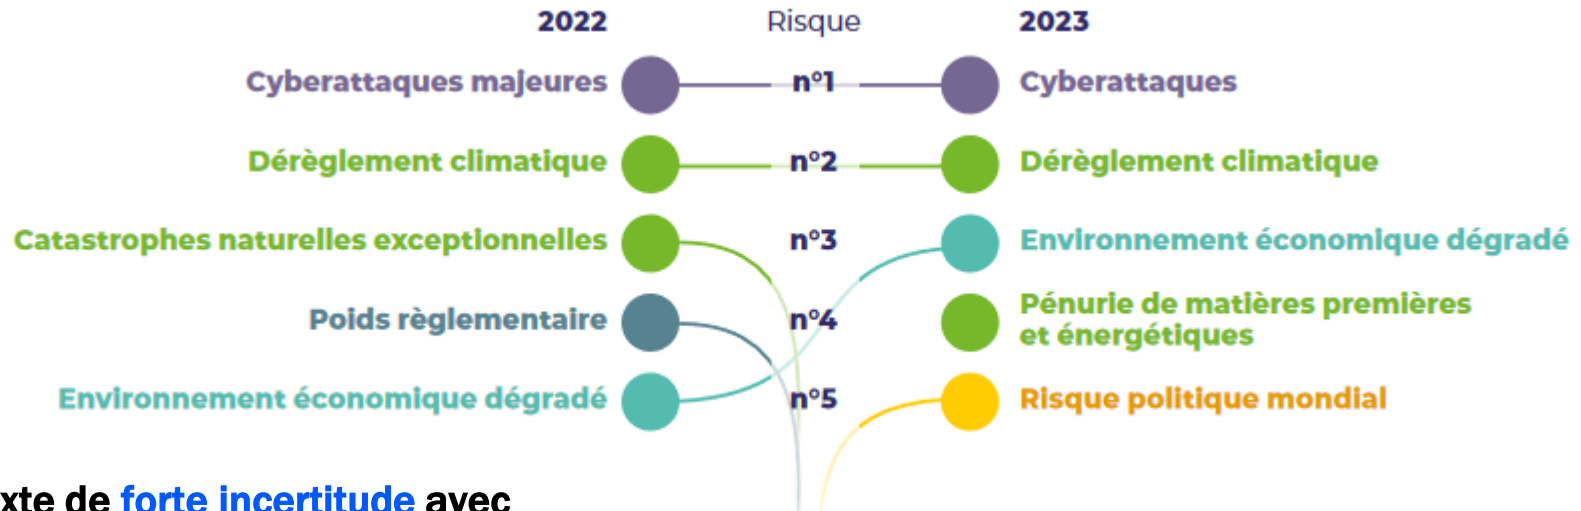 2022 Risque 2023
Cyberattaques majeures n°1 Cyberattaques
Dérèglement climatique n°2 Dérèglement climatique
Catastrophes naturelles exceptionnelles n°3 Environnement économique dégradé
Poids règlementaire n°4 Pénurie de matières premières
et énergétiques
Environnement économique dégradé n°5 Risque politique mondial
xte de forte incertitude avec